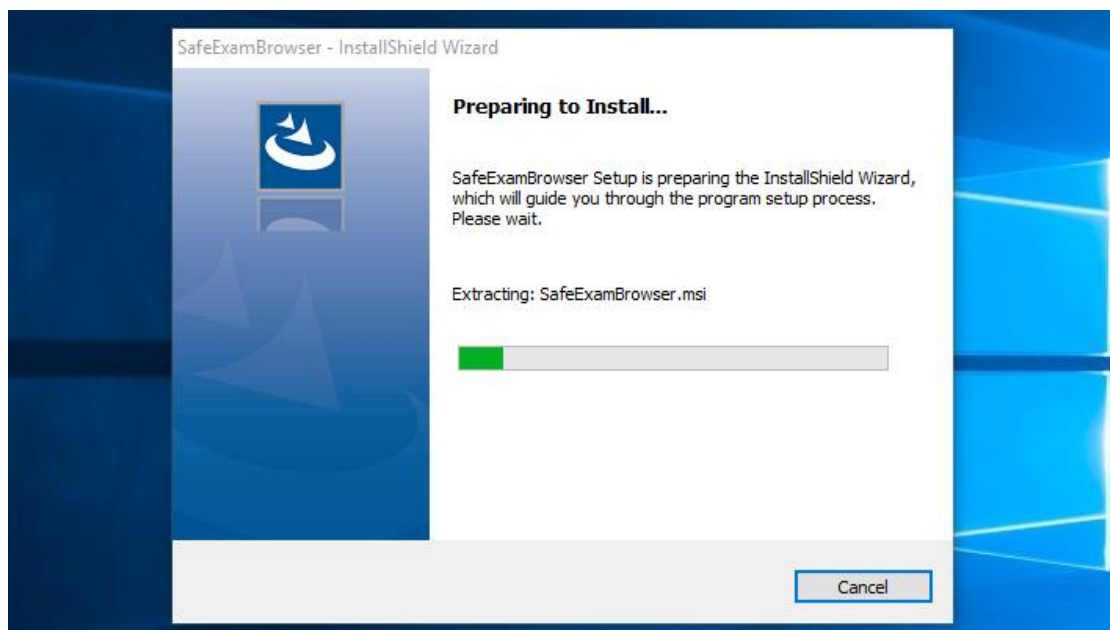 SafeExamBrowser - InstallShield Wizard
Preparing to Install...
SafeExamBrowser Setup is preparing the InstallShield Wizard,
which will guide you through the program setup process.
Please wait.
Extracting: SafeExamBrowser.msi
Cancel